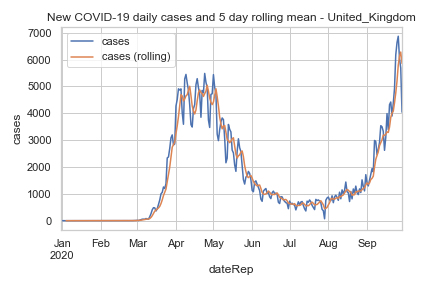 New COVID-19 daily cases and 5 day rolling mean - United_Kingdom
7000
6000
5000
4000
3000
2000
1000
0
cases
cases
cases (rolling)
Jan Feb Mar Apr May Jun Jul Aug Sep
2020
dateRep